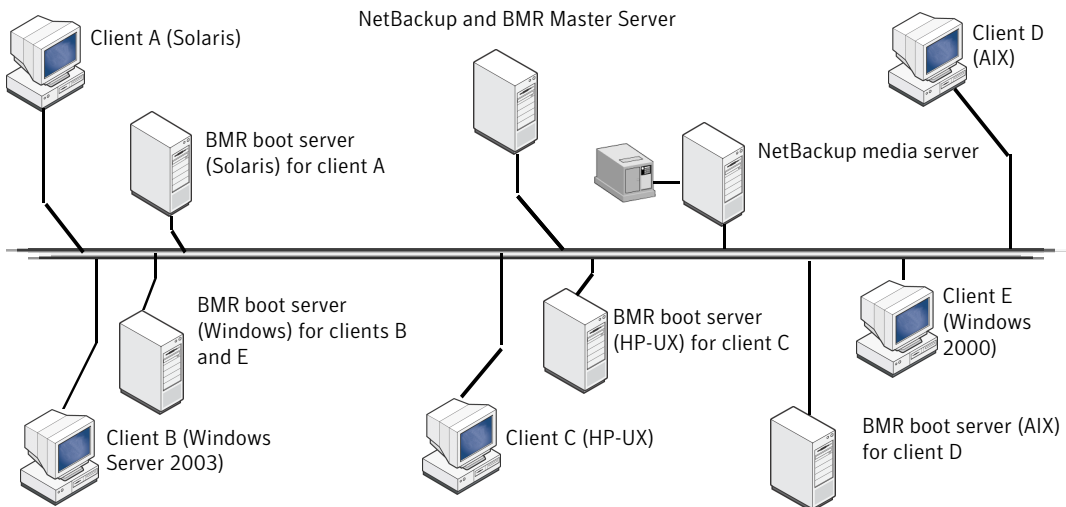 NetBackup and BMR Master Server
Client A (Solaris)
Client D
(AIX)
BMR boot server
(Solaris) for client A
NetBackup media server
BMR boot server
(Windows) for clients B
and E
BMR boot server
(HP-UX) for client C
Client E
(Windows
2000)
Client B (Windows
Server 2003)
Client C (HP-UX)
BMR boot server (AIX)
for client D